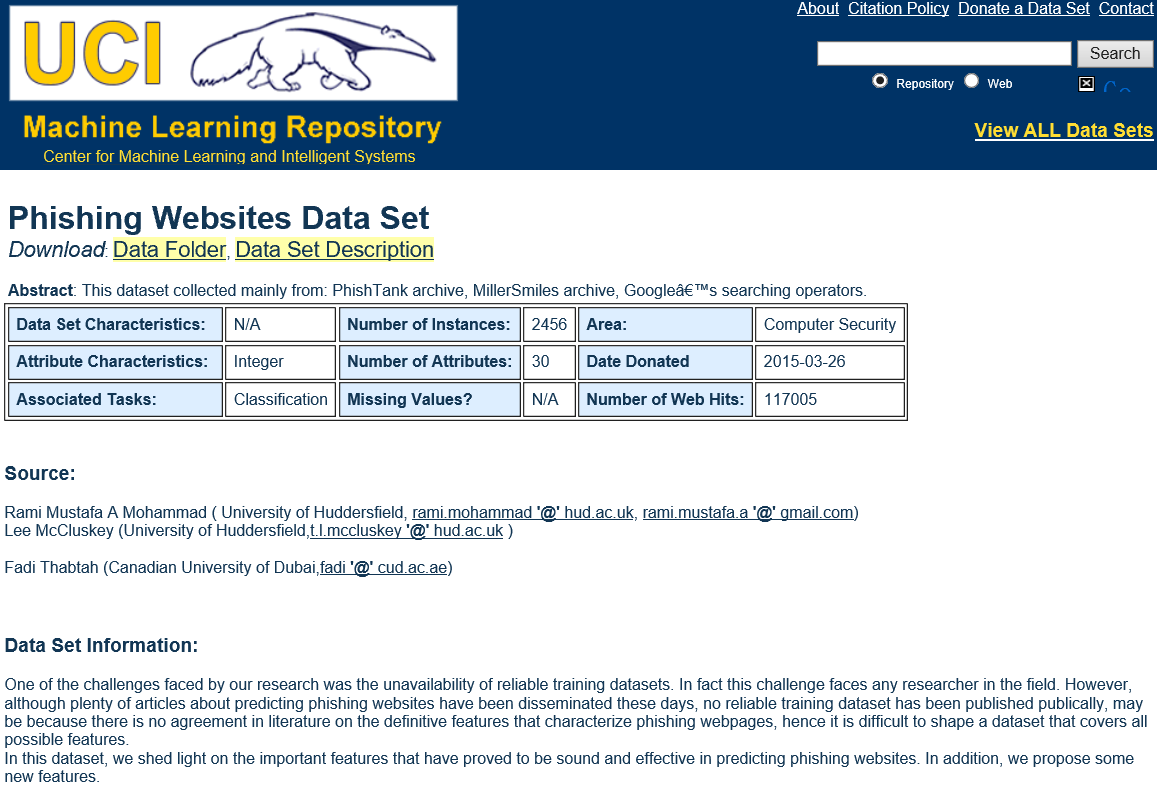 About Citation Policy Donate a Data Set Contact
UCI
Search
Repository Web
Machine Learning Repository
Center for Machine Learning and Intelligent Systems
View ALL Data Sets
Phishing Websites Data Set
Download: Data Folder, Data Set Description
Abstract: This dataset collected mainly from: PhishTank archive, MillerSmiles archive, Googleâ€™s searching operators.
Data Set Characteristics: N/A Number of Instances: 2456 Area: Computer Security
Attribute Characteristics: Integer Number of Attributes: 30 Date Donated 2015-03-26
Associated Tasks: Classification Missing Values? N/A Number of Web Hits: 117005
Source:
Rami Mustafa A Mohammad ( University of Huddersfield, rami.mohammad '@' hud.ac.uk, rami.mustafa.a '@' gmail.com)
Lee McCluskey (University of Huddersfield,t.l.mccluskey '@' hud.ac.uk )
Fadi Thabtah (Canadian University of Dubai,fadi '@' cud.ac.ae)
Data Set Information:
One of the challenges faced by our research was the unavailability of reliable training datasets. In fact this challenge faces any researcher in the field. However,
although plenty of articles about predicting phishing websites have been disseminated these days, no reliable training dataset has been published publically, may
be because there is no agreement in literature on the definitive features that characterize phishing webpages, hence it is difficult to shape a dataset that covers all
possible features.
In this dataset, we shed light on the important features that have proved to be sound and effective in predicting phishing websites. In addition, we propose some
new features.